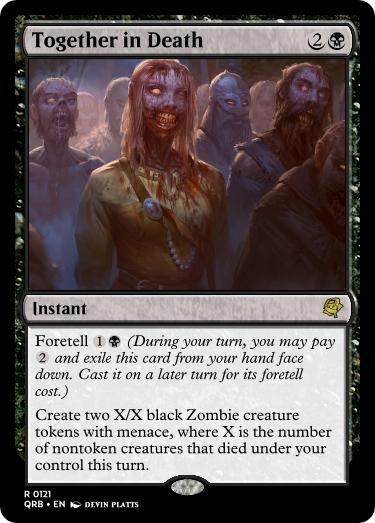 Together in Death 2
Instant
Foretell 1 (During your turn, you may pay
2 and exile this card from your hand face
down. Cast it on a later turn for its foretell
cost.)
Create two X/X black Zombie creature
tokens with menace, where X is the number
of nontoken creatures that died under your
control this turn.
R 0121
QRB • EN DEVIN PLATTS